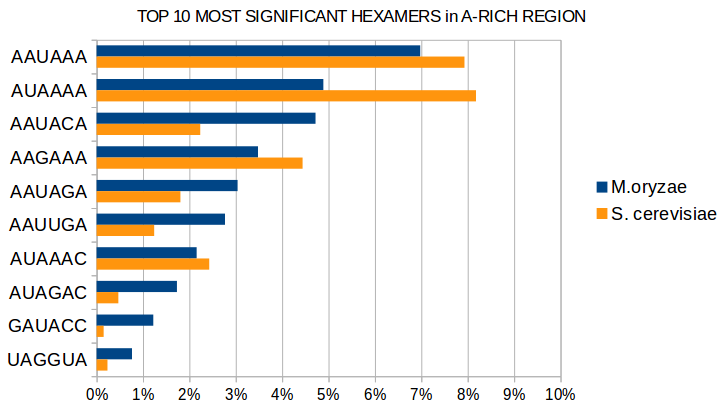 TOP 10 MOST SIGNIFICANT HEXAMERS in A-RICH REGION
AAUAAA
AUAAAA
AAUACA
AAGAAA
AAUAGA
AAUUGA
AUAAAC
AUAGAC
GAUACC
UAGGUA
0% 1% 2% 3% 4% 5% 6% 7% 8% 9% 10%
M.oryzae
S. cerevisiae